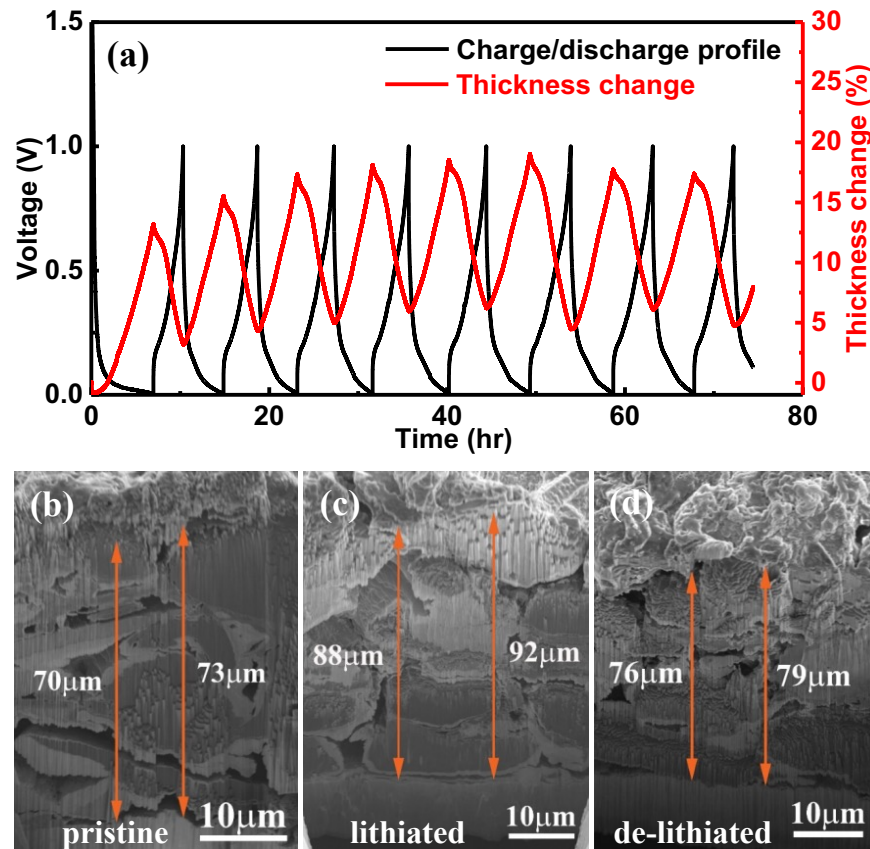 (a)
Charge/discharge profile
Thickness change
1.5
1.0
0.5
0.0
Voltage (V)
30
25
20
15
10
5
0
Thickness change (%)
0
20
40
60
80
Time (hr)
(b)
70μm
73μm
10μm
pristine
(c)
88μm
92μm
10μm
lithiated
(d)
76μm
79μm
10μm
de-lithiated